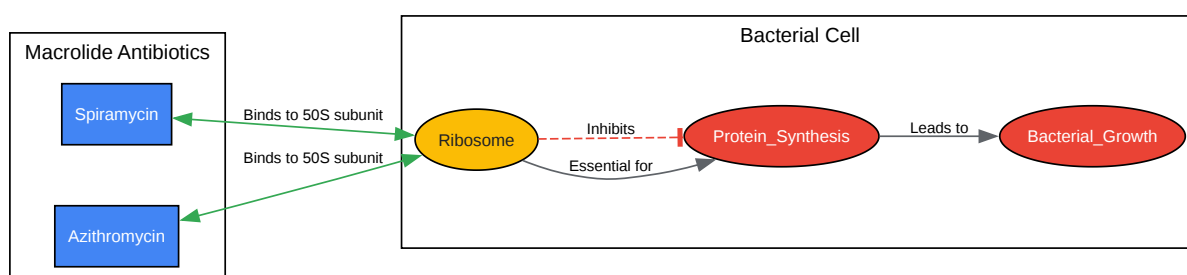 Macrolide Antibiotics
Spiramycin
Azithromycin
Binds to 50S subunit
Binds to 50S subunit
Bacterial Cell
Ribosome
Inhibits
Essential for
Protein_Synthesis
Leads to
Bacterial_Growth